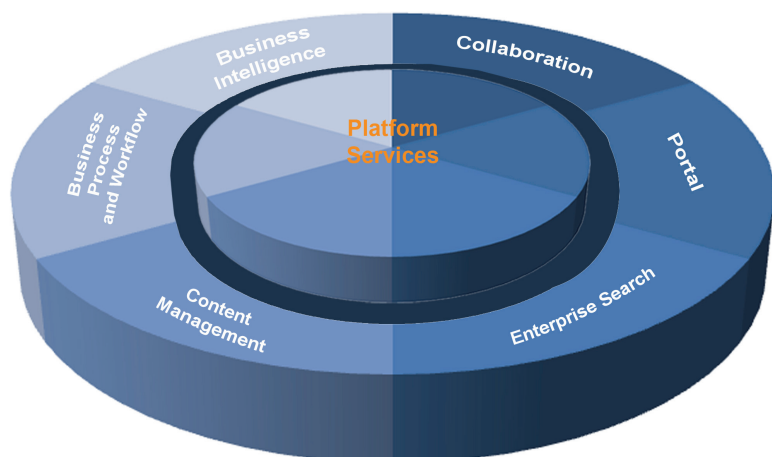 Business
Intelligence
Collaboration
Business
Process
and Workflow
Platform
Services
Portal
Content
Management
Enterprise Search